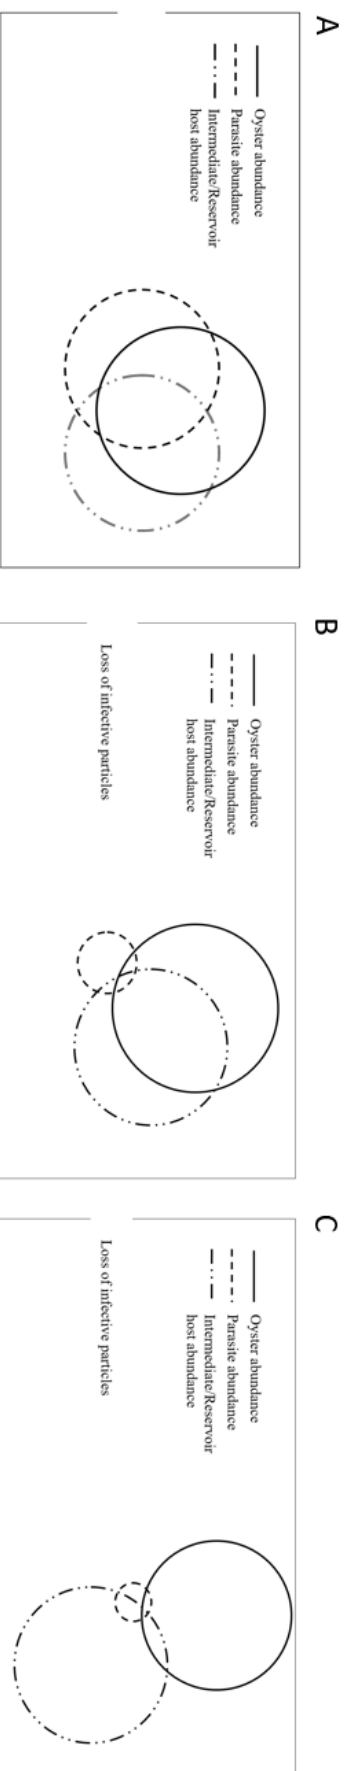 A
Oyster abundance
Parasite abundance
Intermediate/Reservoir
host abundance
B
Oyster abundance
Parasite abundance
Intermediate/Reservoir
host abundance
Loss of infective particles
C
Oyster abundance
Parasite abundance
Intermediate/Reservoir
host abundance
Loss of infective particles